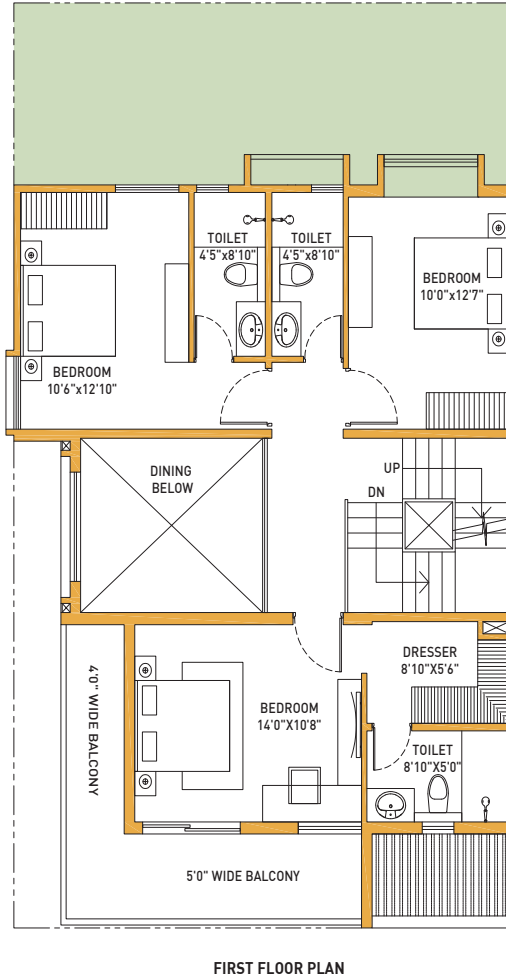 TOILET
4'5"x8'10"
TOILET
4'5"x8'10"
BEDROOM
10'0"x12'7"
BEDROOM
10'6"x12'10"
DINING
BELOW
UP
DN
DRESSER
8'10"X5'6"
4'0" WIDE BALCONY
BEDROOM
14'0"X10'8"
TOILET
8'10"X5'0"
5'0" WIDE BALCONY
FIRST FLOOR PLAN